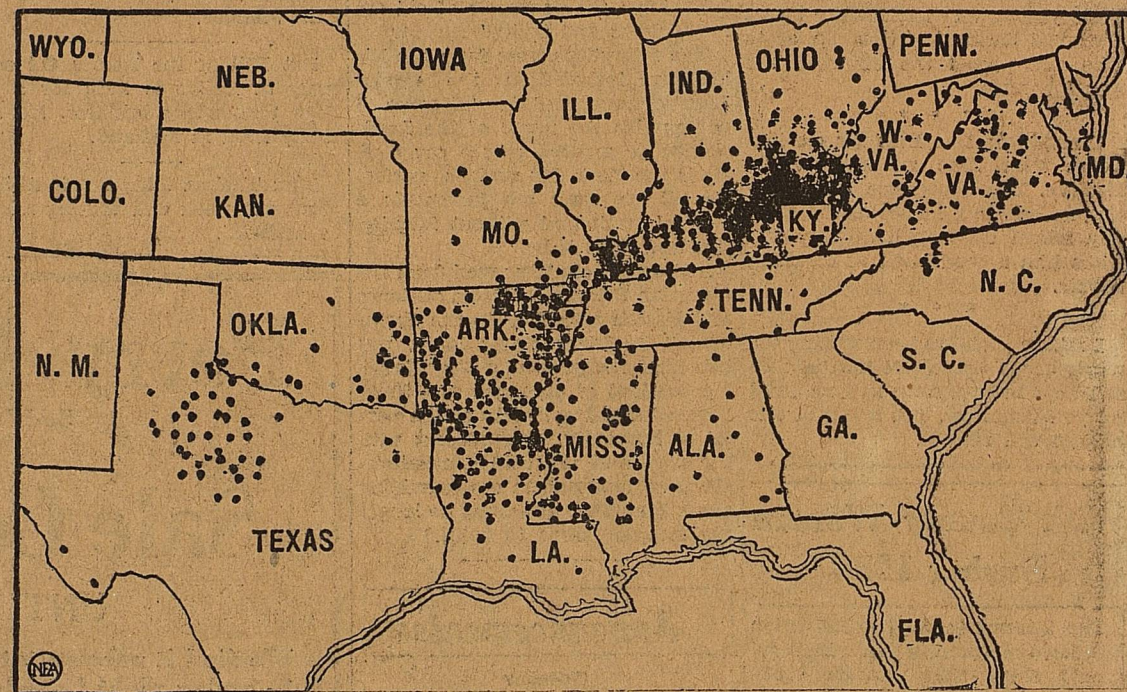 WYO.
NEB.
IOWA
ILL.
IND.
OHIO
PENN.
COLO.
KAN.
MO.
KY.
W
VA.
VA.
MD.
N. M.
OKLA.
ARK.
TENN.
N. C.
S. C.
TEXAS
LA.
MISS.
ALA.
GA.
FLA.
NEA